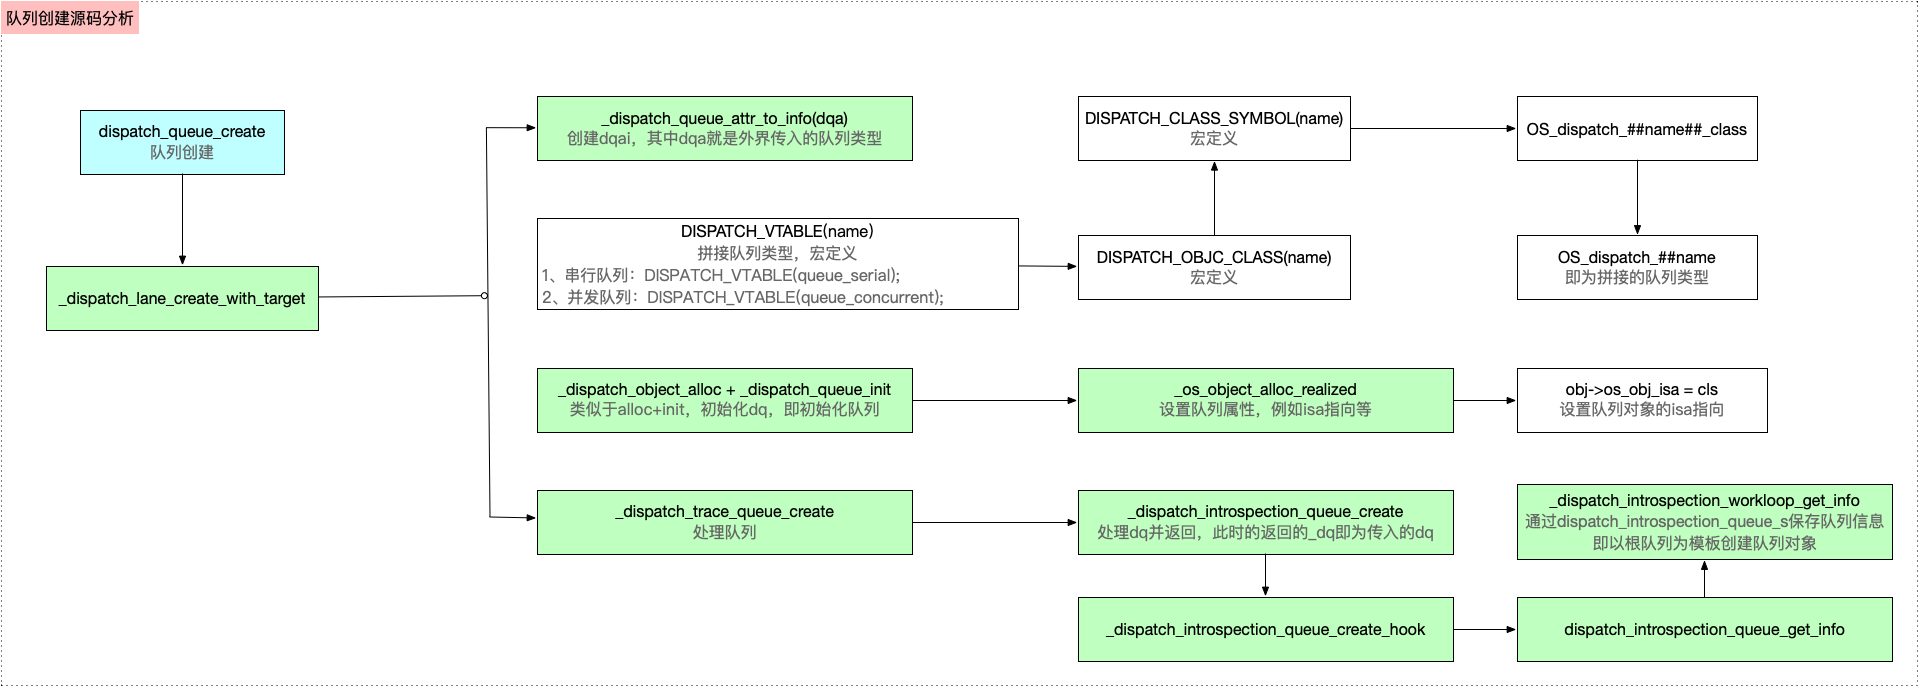 队列创建源码分析
dispatch_queue_create
队列创建
_dispatch_lane_create_with_target
_dispatch_queue_attr_to_info(dqa)
创建dqai，其中dqa就是外界传入的队列类型
DISPATCH_VTABLE(name)
拼接队列类型，宏定义
1、串行队列：DISPATCH_VTABLE(queue_serial);
2、并发队列：DISPATCH_VTABLE(queue_concurrent);
DISPATCH_OBJC_CLASS(name)
宏定义
DISPATCH_CLASS_SYMBOL(name)
宏定义
OS_dispatch_##name##_class
OS_dispatch_##name
即为拼接的队列类型
_dispatch_object_alloc + _dispatch_queue_init
类似于alloc+init，初始化dq，即初始化队列
_os_object_alloc_realized
设置队列属性，例如isa指向等
obj->os_obj_isa = cls
设置队列对象的isa指向
_dispatch_trace_queue_create
处理队列
_dispatch_introspection_queue_create
处理dq并返回，此时的返回的_dq即为传入的dq
_dispatch_introspection_queue_create_hook
dispatch_introspection_queue_get_info
_dispatch_introspection_workloop_get_info
通过dispatch_introspection_queue_s保存队列信息
即以根队列为模板创建队列对象